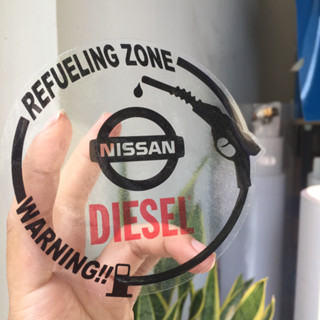 REFUELING ZONE
NISSAN
DIESEL
WARNING!!